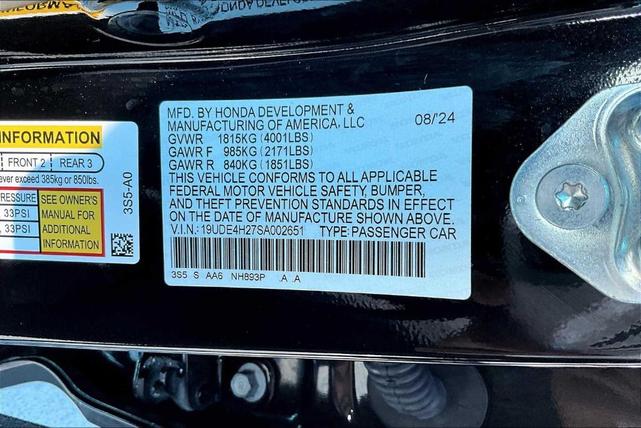 INFORMATION
FRONT 2 REAR 3
ever exceed 385kg or 850lbs.
PRESSURE SEE OWNER'S
33PSI MANUAL FOR
ADDITIONAL
33PSI INFORMATION
3S5-A0
MFD. BY HONDA DEVELOPMENT & 08/24
MANUFACTURING OF AMERICA, LLC
GVWR 1815KG (4001LBS)
GAWR F 985KG (2171LBS)
GAWR R 840KG (1851LBS)
THIS VEHICLE CONFORMS TO ALL APPLICABLE
FEDERAL MOTOR VEHICLE SAFETY, BUMPER,
AND THEFT PREVENTION STANDARDS IN EFFECT
ON THE DATE OF MANUFACTURE SHOWN ABOVE.
V.I.N.: 19UDE4H27SA002651 TYPE: PASSENGER CAR
3S5 S AA6 NH893P .A .A